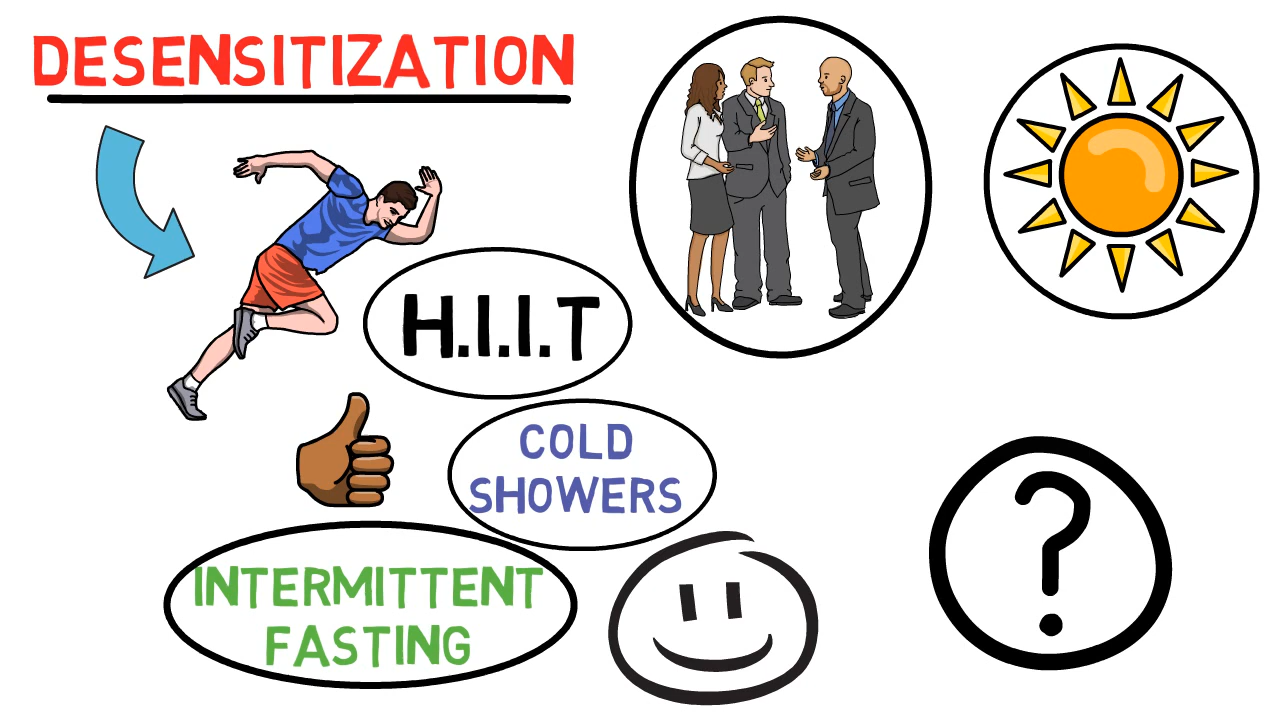 DESENSITIZATION
H.I.I.T
COLD
SHOWERS
INTERMITTENT
FASTING
?